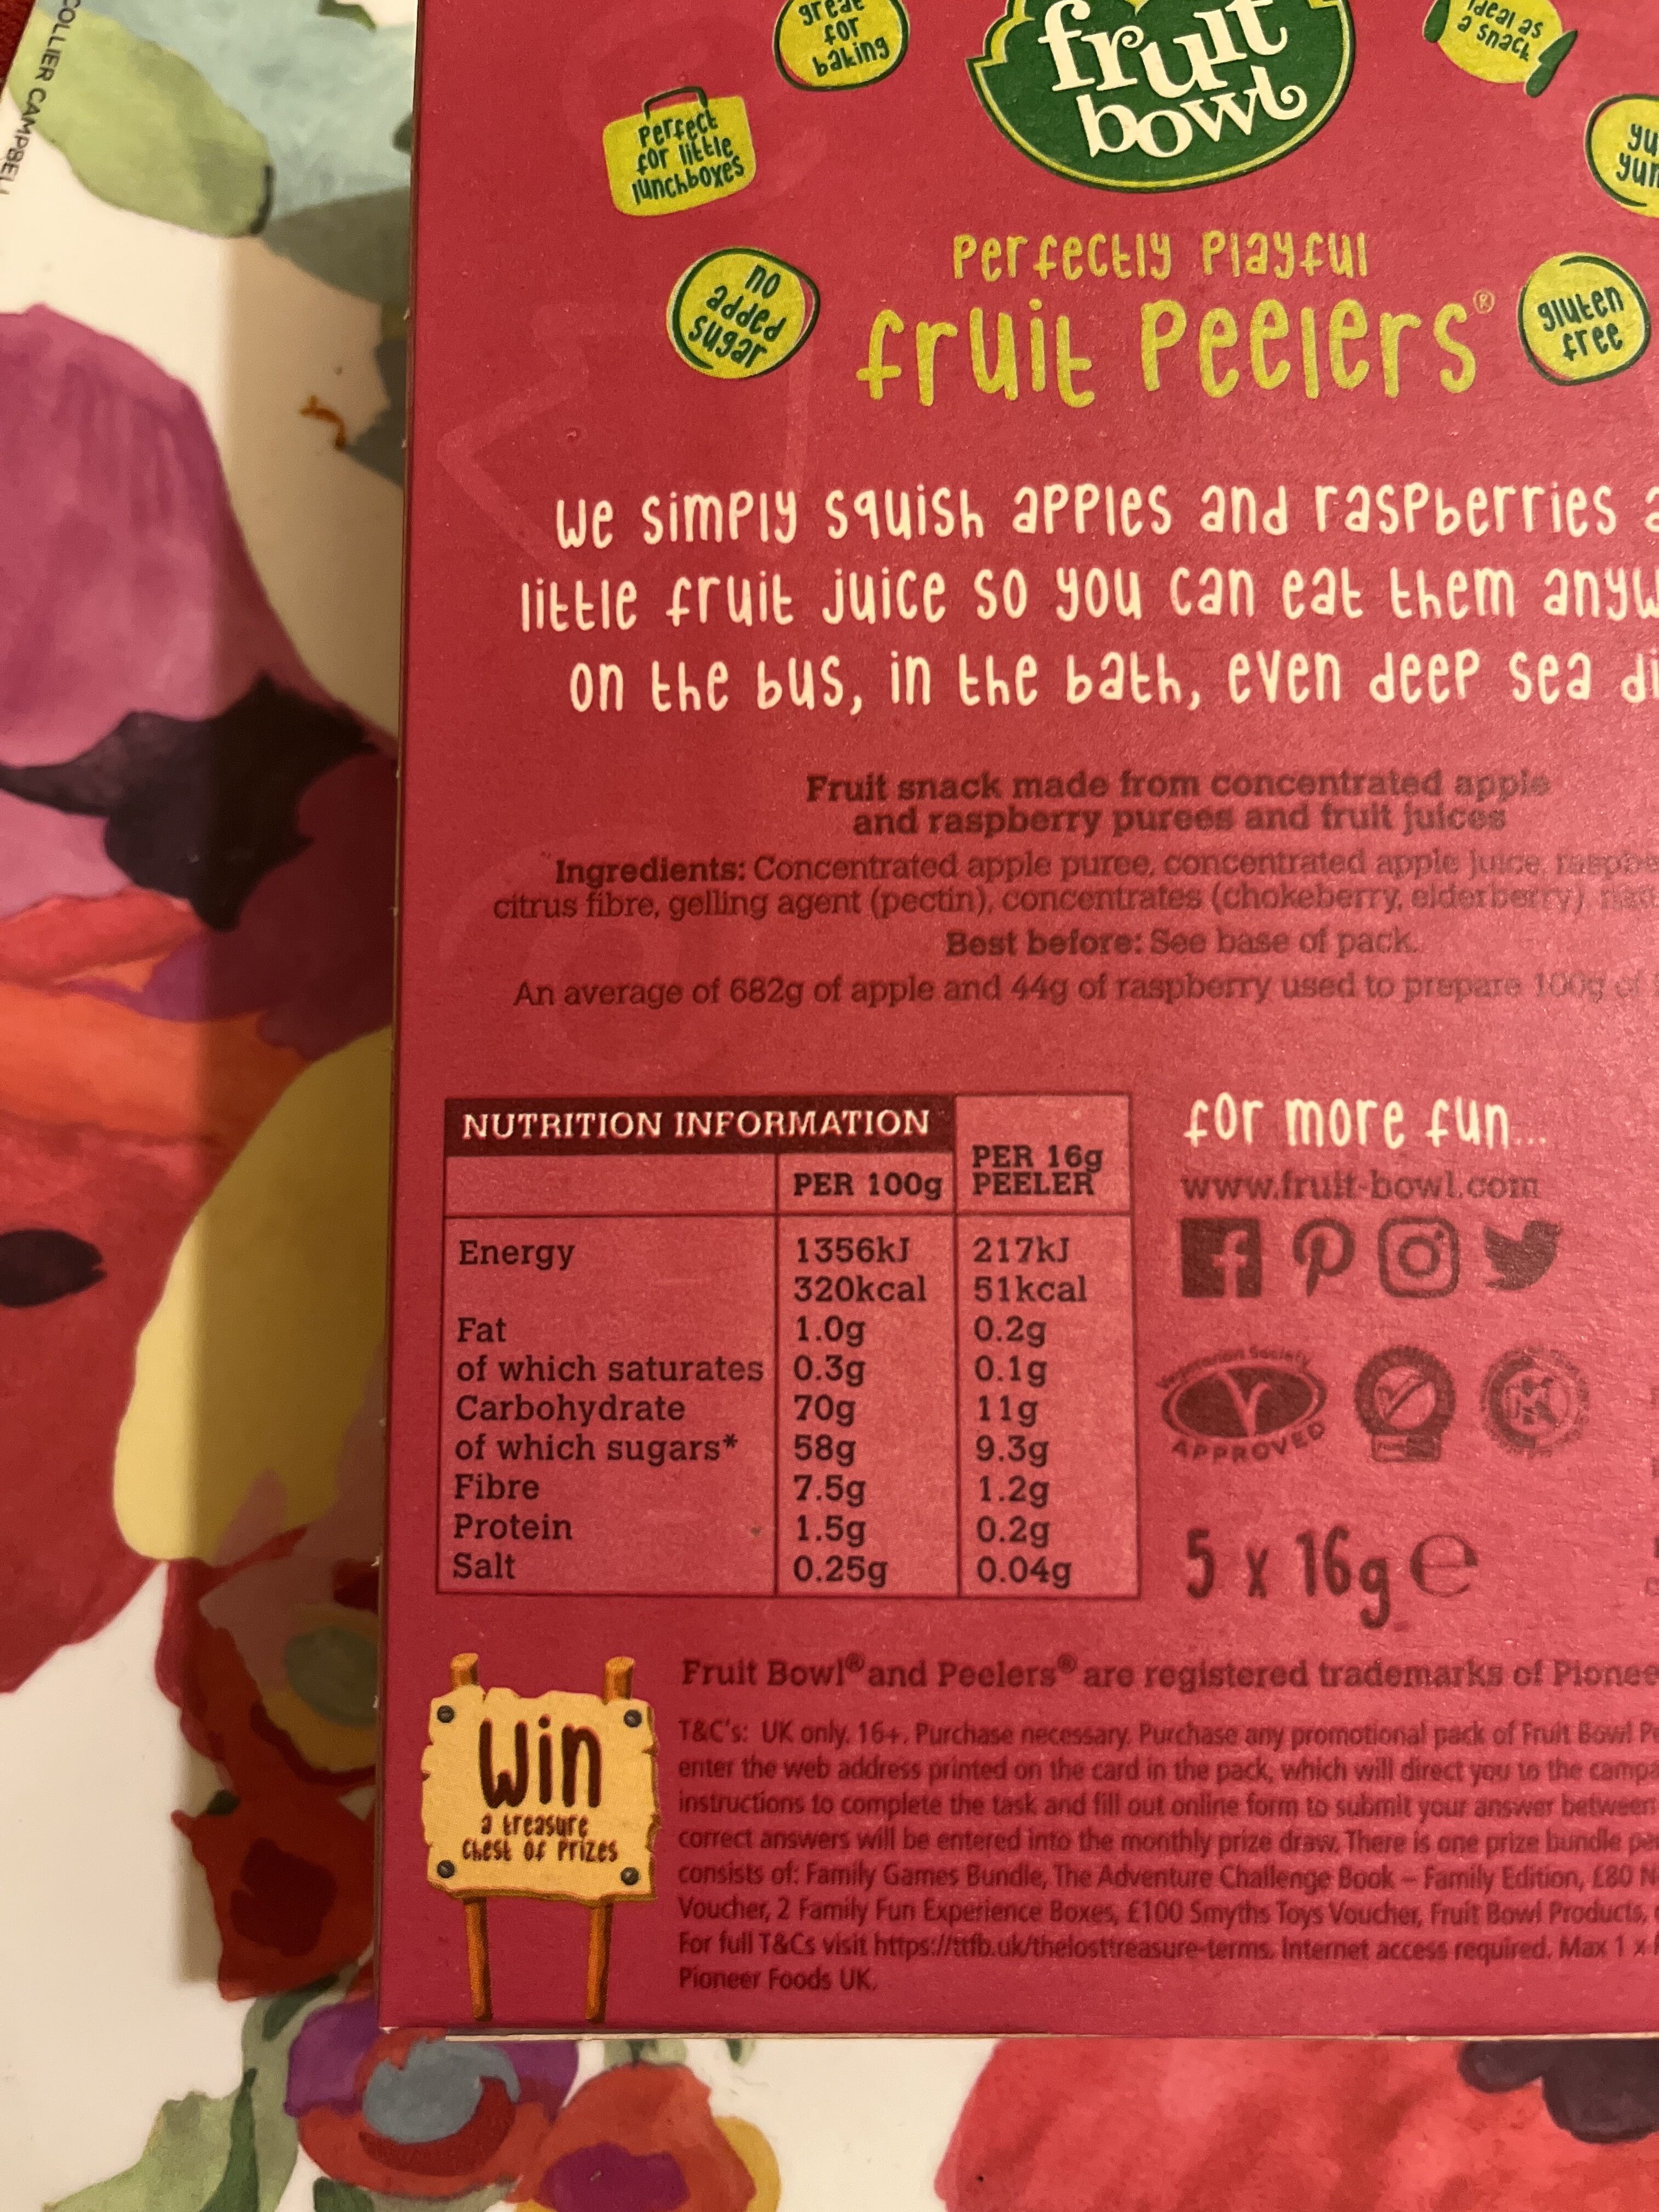 COLLIER CAMPBELL
great
for
baking
fruit
bowl
ideal as
a snack
Perfect
for little
lunchboxes
Perfectly Playful
no
added
sugar
fruit Peelers®
gluten
free
We simply squish apples and raspberries
little fruit juice so you can eat them
on the bus, in the bath, even deep sea
Fruit snack made from concentrated apple
and raspberry purees and fruit juices
Ingredients: Concentrated apple puree, concentrated apple juice,
citrus fibre, gelling agent (pectin), concentrates (chokeberry, elderberry),
Best before: See base of pack.
An average of 682g of apple and 44g of raspberry used to prepare 100g of
NUTRITION INFORMATION
PER 100g PER 16g PEELER
Energy 1356kJ 217kJ
320kcal 51kcal
Fat 1.0g 0.2g
of which saturates 0.3g 0.1g
Carbohydrate 70g 11g
of which sugars* 58g 9.3g
Fibre 7.5g 1.2g
Protein 1.5g 0.2g
Salt 0.25g 0.04g
for more fun...
www.fruit-bowl.com
Vegetarian Society
APPROVED
5 x 16g e
Fruit Bowl® and Peelers® are registered trademarks of
Win
a treasure
chest of Prizes
T&C's: UK only. 16+. Purchase necessary. Purchase any promotional pack of Fruit Bowl
enter the web address printed on the card in the pack, which will direct you to the
instructions to complete the task and fill out online form to submit your answer between
correct answers will be entered into the monthly prize draw. There is one prize bundle
consists of: Family Games Bundle, The Adventure Challenge Book – Family Edition, £80
Voucher, 2 Family Fun Experience Boxes, £100 Smyths Toys Voucher, Fruit Bowl Products,
For full T&Cs visit https://ttfb.uk/thelosttreasure-terms. Internet access required. Max 1 x
Pioneer Foods UK.